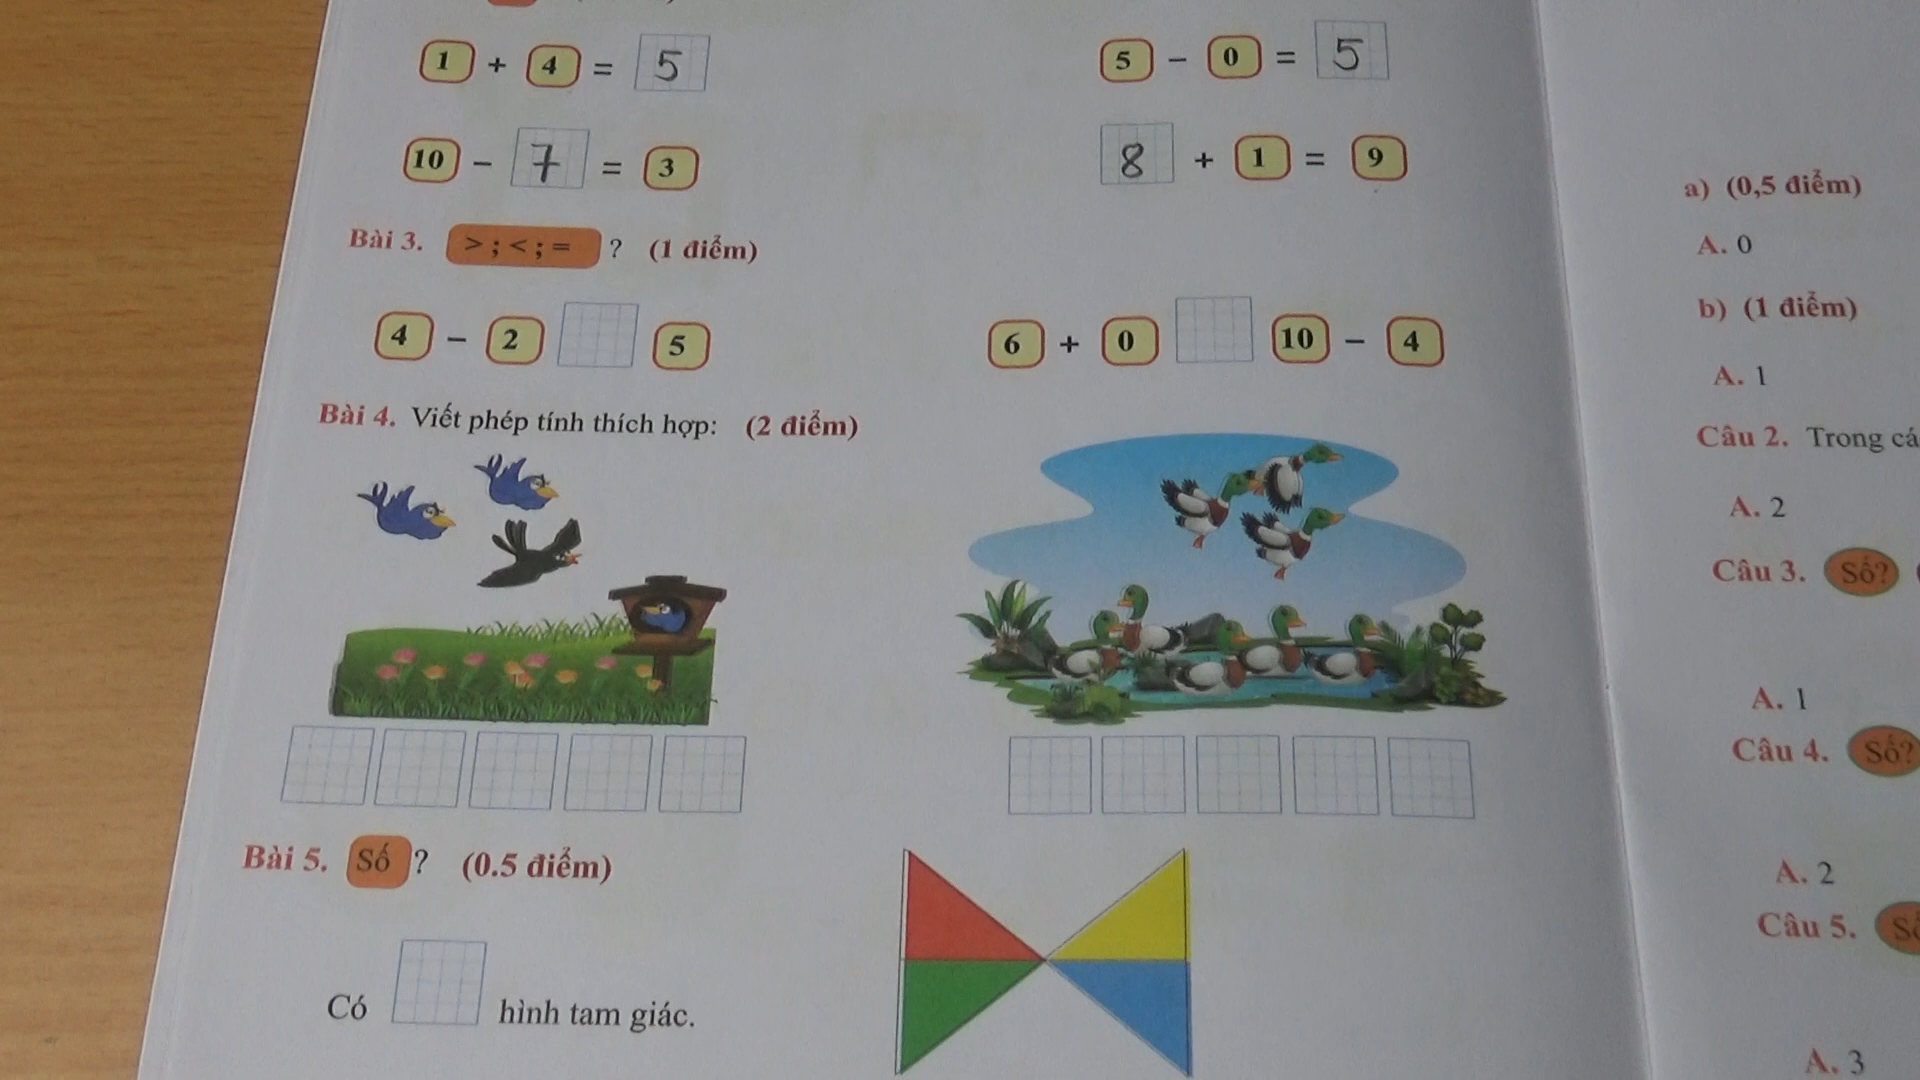 1 + 4 = 5
5 - 0 = 5
10 - 7 = 3
8 + 1 = 9
Bài 3. > ; < ; = ? (1 điểm)
4 - 2 5
6 + 0 10 - 4
Bài 4. Viết phép tính thích hợp: (2 điểm)
Bài 5. Số ? (0.5 điểm)
Có hình tam giác.
a) (0,5 điểm)
A. 0
b) (1 điểm)
A. 1
Câu 2. Trong
A. 2
Câu 3. Số?
A. 1
Câu 4. Số?
A. 2
Câu 5.
A. 3